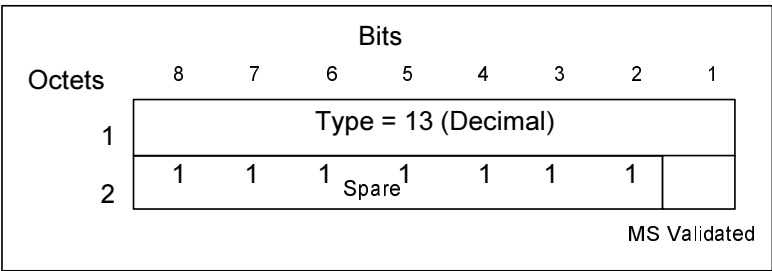 Bits
Octets 8 7 6 5 4 3 2 1
1 Type = 13 (Decimal)
2 1 1 1 1 1 1 1
Spare
MS Validated